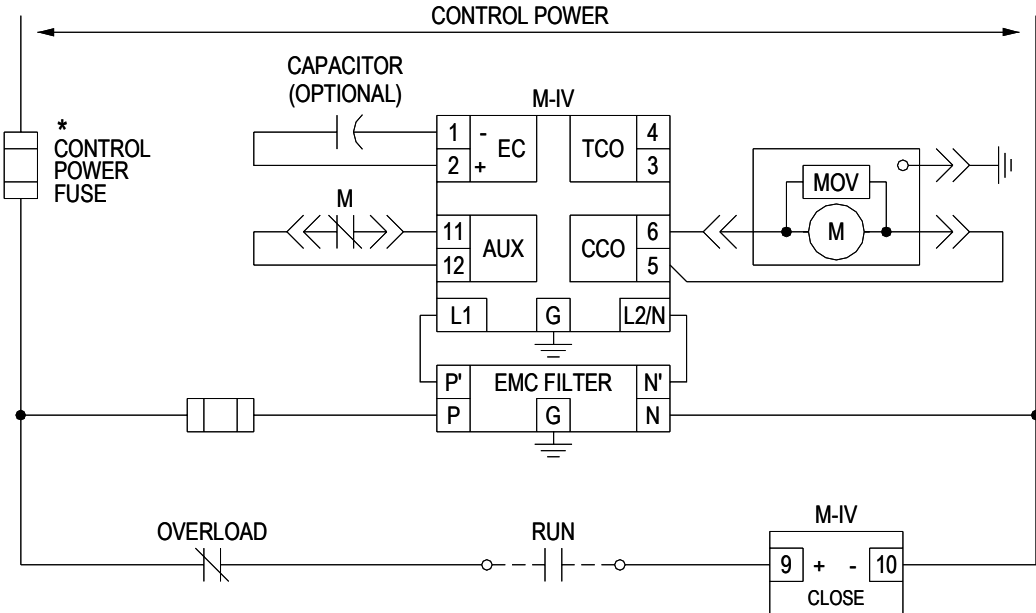 CONTROL POWER
CAPACITOR
(OPTIONAL)
M-IV
*
CONTROL
POWER
FUSE
1 - EC TCO 4
2 + 3
MOV
M
11 AUX CCO 6
12 5
M
L1 G L2/N
P' EMC FILTER N'
P G N
OVERLOAD
RUN
M-IV
9 + - 10
CLOSE